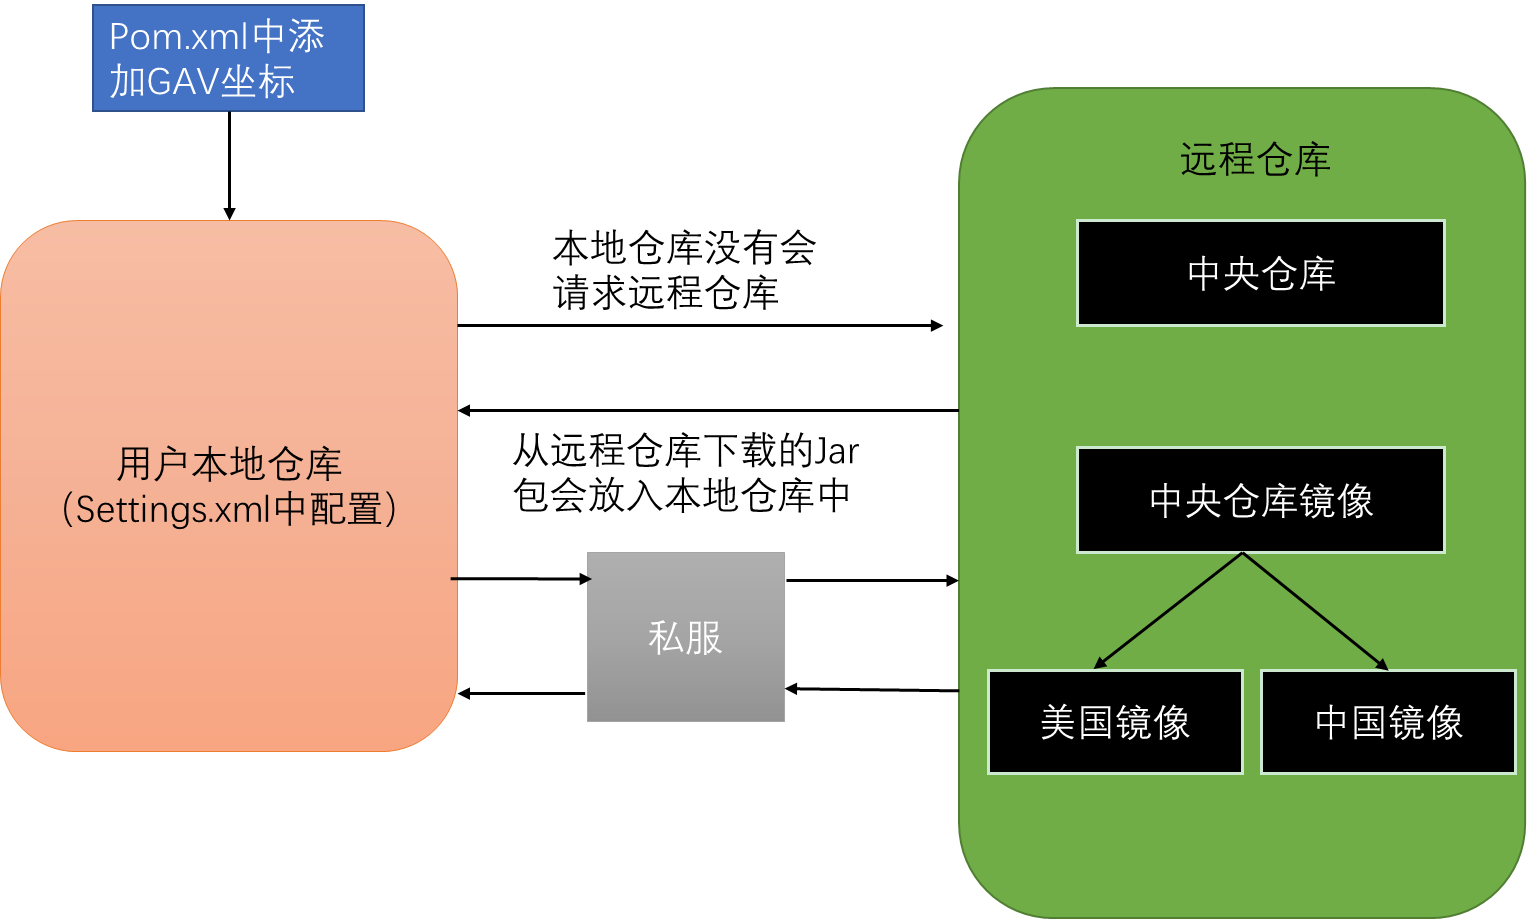 Pom.xml中添
加GAV坐标
远程仓库
本地仓库没有会
请求远程仓库
中央仓库
用户本地仓库
（Settings.xml中配置）
从远程仓库下载的Jar
包会放入本地仓库中
中央仓库镜像
私服
美国镜像
中国镜像